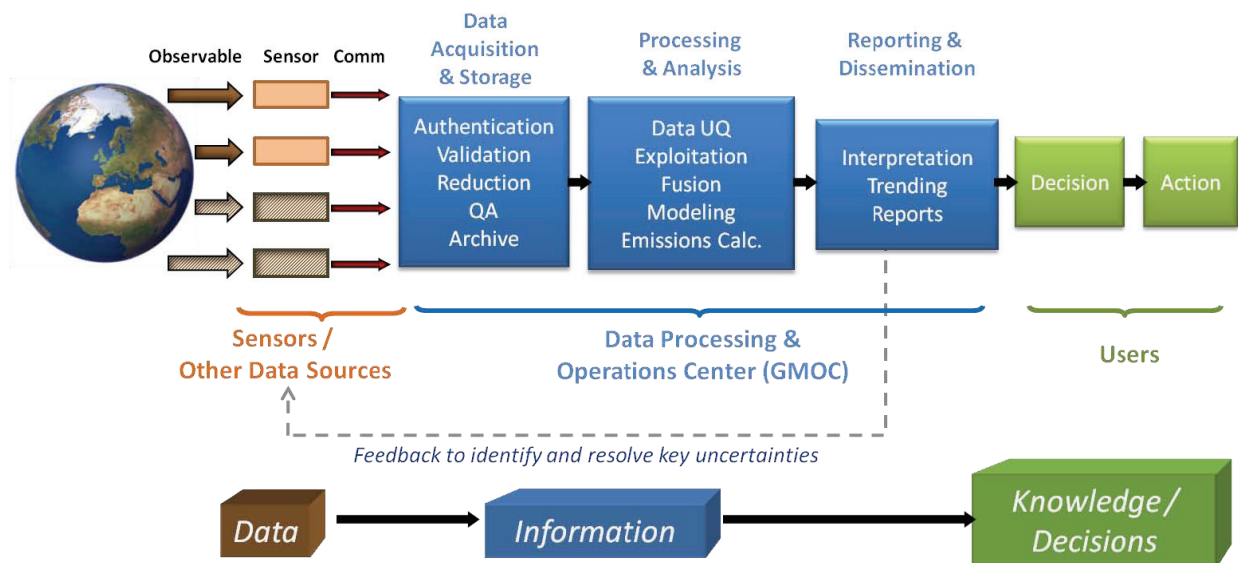 Observable
Sensor
Comm
Data
Acquisition
& Storage
Processing
& Analysis
Reporting &
Dissemination
Authentication
Validation
Reduction
QA
Archive
Data UQ
Exploitation
Fusion
Modeling
Emissions Calc.
Interpretation
Trending
Reports
Decision
Action
Sensors /
Other Data Sources
Data Processing &
Operations Center (GMOC)
Users
Feedback to identify and resolve key uncertainties
Data
Information
Knowledge /
Decisions